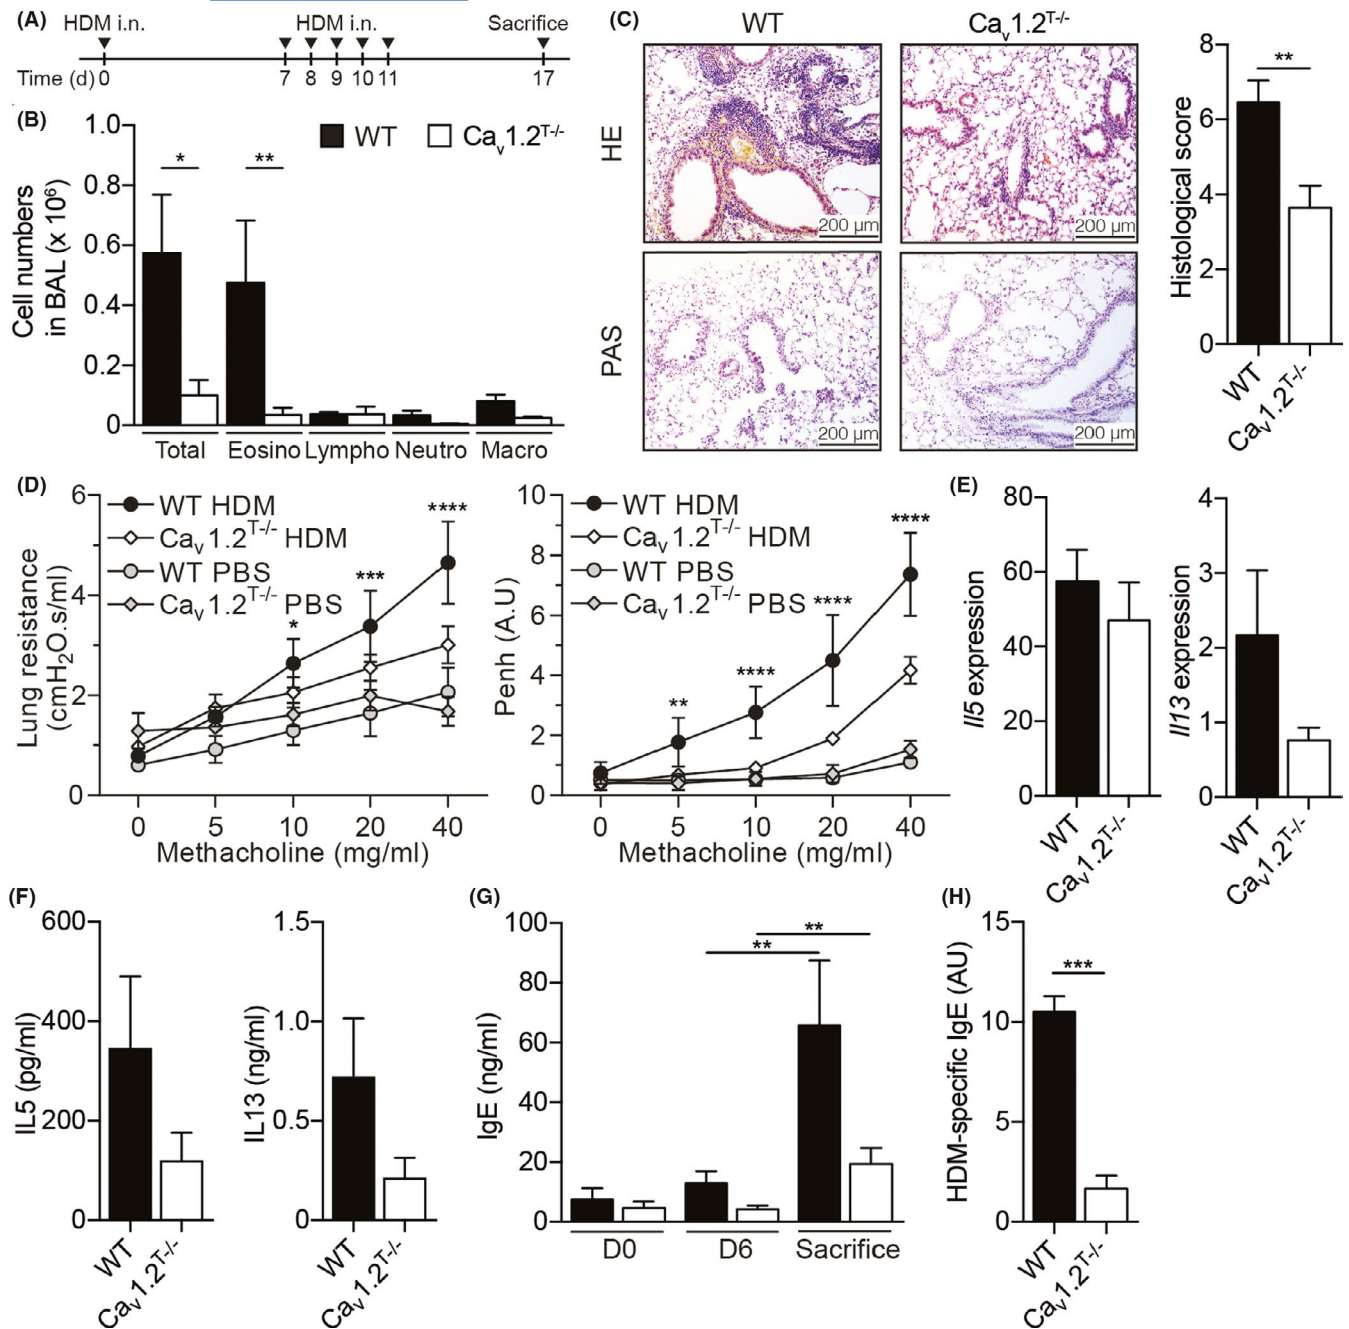 (A)
HDM i.n. HDM i.n. Sacrifice
Time (d) 0 7 8 9 10 11 17
(B)
Cell numbers
in BAL (x 10⁶)
1.0
0.8
0.6
0.4
0.2
0
WT Caᵥ1.2ᵀ⁻/⁻
* **
Total Eosino Lympho Neutro Macro
(C)
WT Caᵥ1.2ᵀ⁻/⁻
HE
200 µm 200 µm
PAS
200 µm 200 µm
Histological score
8
6
4
2
0
**
WT
Caᵥ1.2ᵀ⁻/⁻
(D)
Lung resistance
(cmH₂O.s/ml)
6
4
2
0
WT HDM
Caᵥ1.2ᵀ⁻/⁻ HDM
WT PBS
Caᵥ1.2ᵀ⁻/⁻ PBS
* *** ****
0 5 10 20 40
Methacholine (mg/ml)
Penh (A.U)
10
8
6
4
2
0
WT HDM
Caᵥ1.2ᵀ⁻/⁻ HDM
WT PBS
Caᵥ1.2ᵀ⁻/⁻ PBS
** **** **** ****
0 5 10 20 40
Methacholine (mg/ml)
(E)
Il5 expression
80
60
40
20
0
WT
Caᵥ1.2ᵀ⁻/⁻
Il13 expression
4
3
2
1
0
WT
Caᵥ1.2ᵀ⁻/⁻
(F)
IL5 (pg/ml)
600
400
200
0
WT
Caᵥ1.2ᵀ⁻/⁻
IL13 (ng/ml)
1.5
1.0
0.5
0
WT
Caᵥ1.2ᵀ⁻/⁻
(G)
IgE (ng/ml)
100
80
60
40
20
0
** **
D0 D6 Sacrifice
(H)
HDM-specific IgE (AU)
15
10
5
0
***
WT
Caᵥ1.2ᵀ⁻/⁻